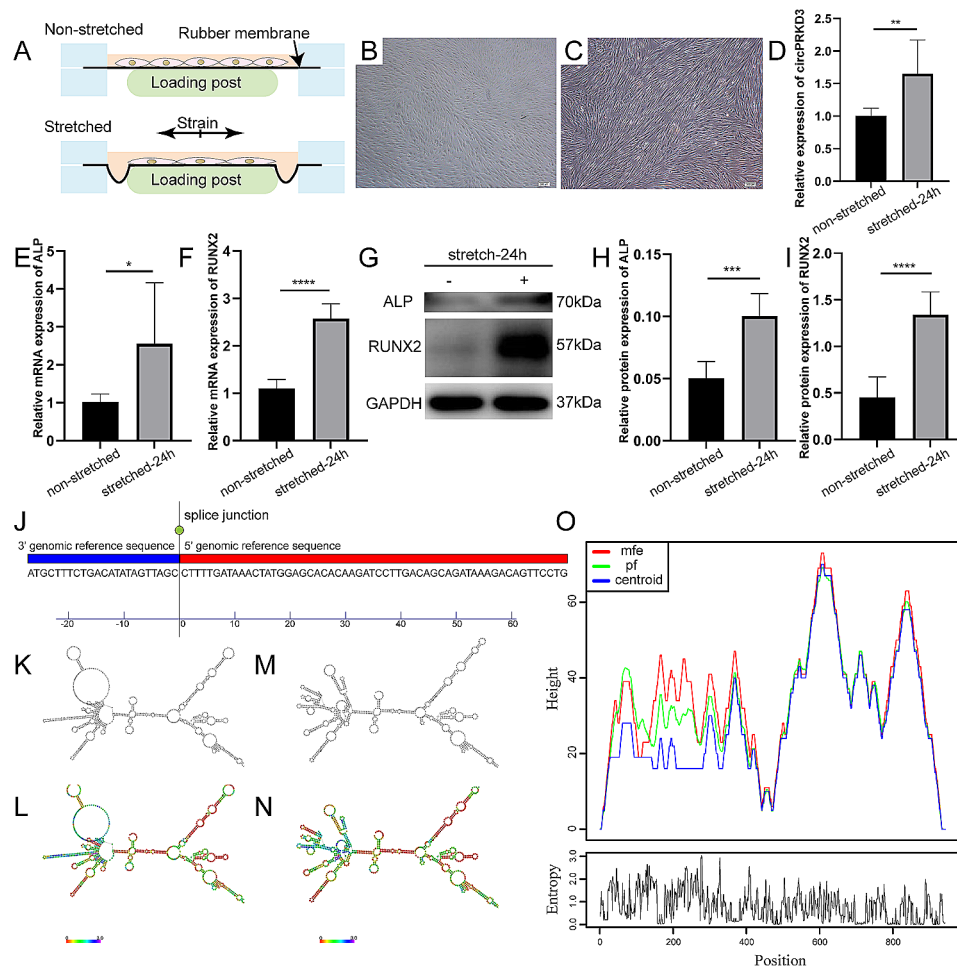 A
Non-stretched
Rubber membrane
Loading post
Stretched
Strain
Loading post
B
C
D
Relative expression of circPRKD3
2.5
2.0
1.5
1.0
0.5
0.0
**
non-stretched
stretched-24h
E
Relative mRNA expression of ALP
5
4
3
2
1
0
*
non-stretched
stretched-24h
F
Relative mRNA expression of RUNX2
4
3
2
1
0
****
non-stretched
stretched-24h
G
stretch-24h
- +
ALP 70kDa
RUNX2 57kDa
GAPDH 37kDa
H
Relative protein expression of ALP
0.15
0.10
0.05
0.00
***
non-stretched
stretched-24h
I
Relative protein expression of RUNX2
2.0
1.5
1.0
0.5
0.0
****
non-stretched
stretched-24h
J
splice junction
3' genomic reference sequence 5' genomic reference sequence
ATGCTTTCTGACATATAGTTAGC CTTTTGATAAACTATGGAGCACACAAGATCCTTGACAGCAGATAAAGACAGTTCCTG
-20 -10 0 10 20 30 40 50 60
K
M
L
N
0 3.0
0 3.0
O
mfe
pf
centroid
Height
60
40
20
0
Entropy
3.0
2.0
1.0
0.0
0 200 400 600 800
Position